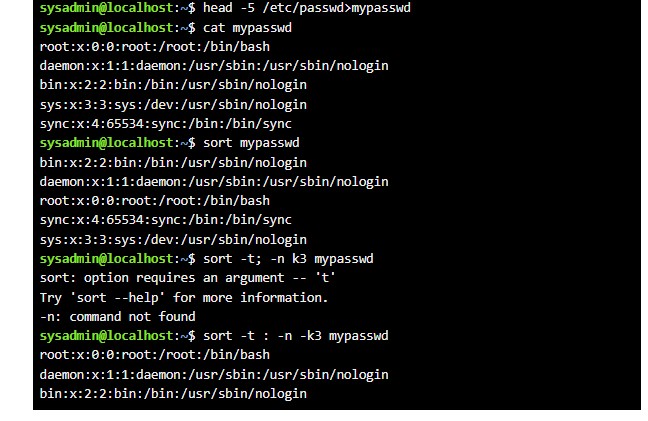 sysadmin@localhost:~$ head -5 /etc/passwd>mypasswd
sysadmin@localhost:~$ cat mypasswd
root:x:0:0:root:/root:/bin/bash
daemon:x:1:1:daemon:/usr/sbin:/usr/sbin/nologin
bin:x:2:2:bin:/bin:/usr/sbin/nologin
sys:x:3:3:sys:/dev:/usr/sbin/nologin
sync:x:4:65534:sync:/bin:/bin/sync
sysadmin@localhost:~$ sort mypasswd
bin:x:2:2:bin:/bin:/usr/sbin/nologin
daemon:x:1:1:daemon:/usr/sbin:/usr/sbin/nologin
root:x:0:0:root:/root:/bin/bash
sync:x:4:65534:sync:/bin:/bin/sync
sys:x:3:3:sys:/dev:/usr/sbin/nologin
sysadmin@localhost:~$ sort -t; -n k3 mypasswd
sort: option requires an argument -- 't'
Try 'sort --help' for more information.
-n: command not found
sysadmin@localhost:~$ sort -t : -n -k3 mypasswd
root:x:0:0:root:/root:/bin/bash
daemon:x:1:1:daemon:/usr/sbin:/usr/sbin/nologin
bin:x:2:2:bin:/bin:/usr/sbin/nologin